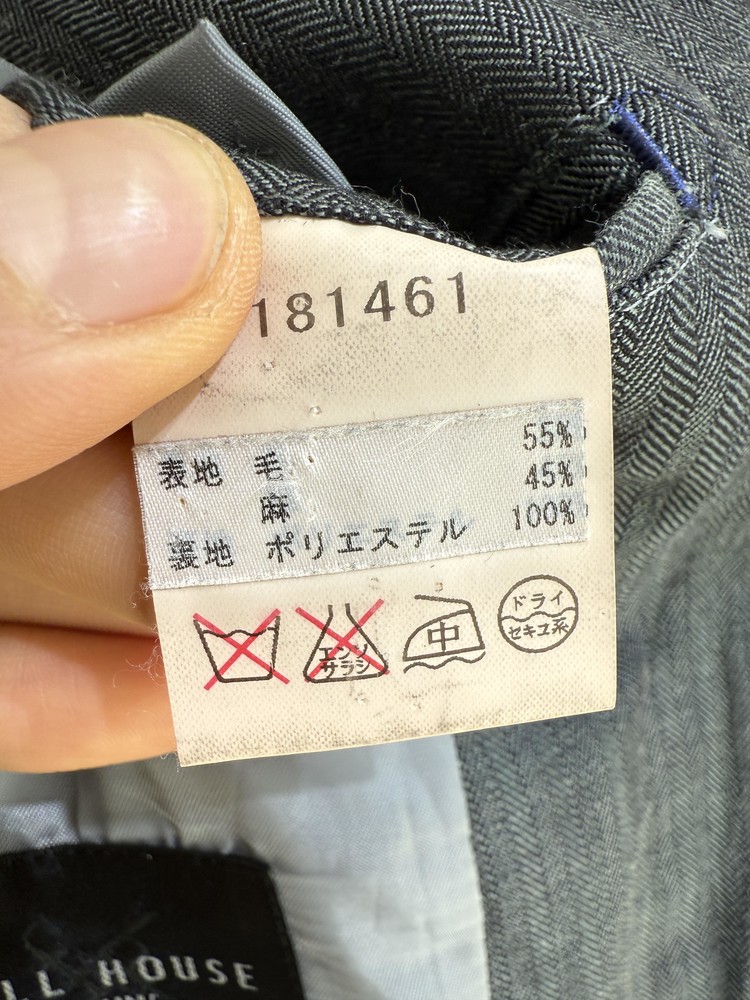 181461
表地 毛 55%
麻 45%
裏地 ポリエステル 100%
エンソ
サラシ
中
ドライ
セキユ系
LL HOUSE